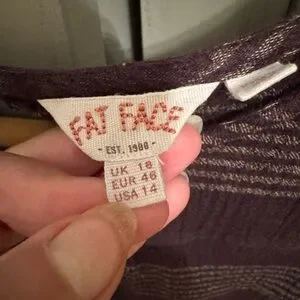 FAT FACE
- EST. 1988 -
UK 18
EUR 46
USA 14